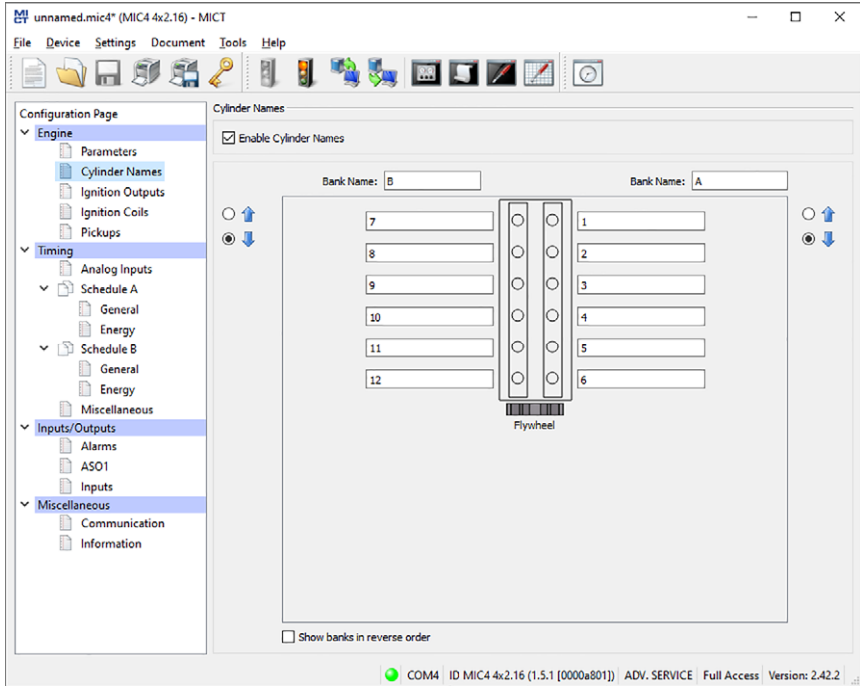 MICT unnamed.mic4* (MIC4 4x2.16) - MICT
File Device Settings Document Tools Help
Configuration Page
Engine
Parameters
Cylinder Names
Ignition Outputs
Ignition Coils
Pickups
Timing
Analog Inputs
Schedule A
General
Energy
Schedule B
General
Energy
Miscellaneous
Inputs/Outputs
Alarms
ASO1
Inputs
Miscellaneous
Communication
Information
Cylinder Names
Enable Cylinder Names
Bank Name: B Bank Name: A
7 1
8 2
9 3
10 4
11 5
12 6
Flywheel
Show banks in reverse order
COM4 ID MIC4 4x2.16 (1.5.1 [0000a801]) ADV. SERVICE Full Access Version: 2.42.2